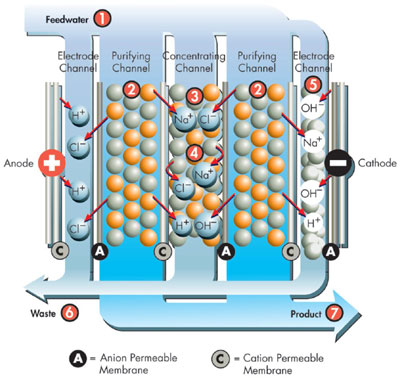 Feedwater 1
Electrode Channel
Purifying Channel
Concentrating Channel
Purifying Channel
Electrode Channel
2
3
2
5
H+
Na+
Cl−
OH−
Cl−
Na+
4
Anode
+
−
Cathode
Na+
Cl−
H+
OH−
Cl−
H+
OH−
H+
C
A
C
A
C
A
Waste 6
Product 7
A = Anion Permeable Membrane
C = Cation Permeable Membrane